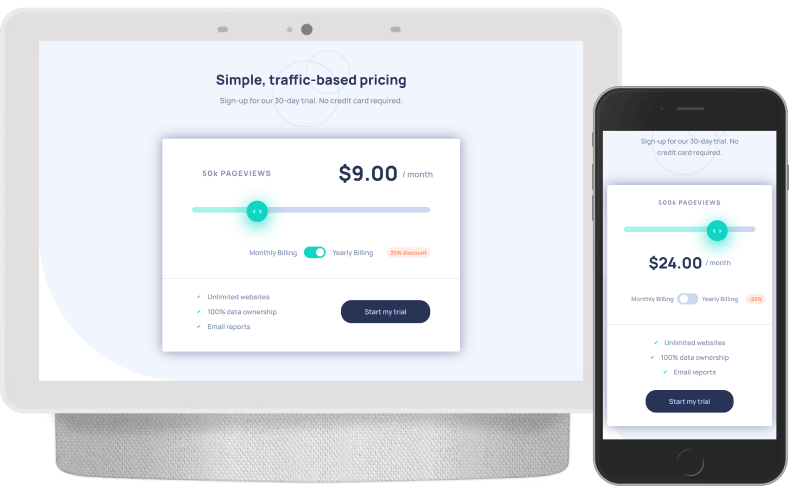 Simple, traffic-based pricing
Sign-up for our 30-day trial. No credit card required.
50k PAGEVIEWS
$9.00 / month
Monthly Billing
Yearly Billing
25% discount
Unlimited websites
100% data ownership
Email reports
Start my trial
Sign-up for our 30-day trial. No
credit card required.
500k PAGEVIEWS
$24.00 / month
Monthly Billing
Yearly Billing
-25%
Unlimited websites
100% data ownership
Email reports
Start my trial